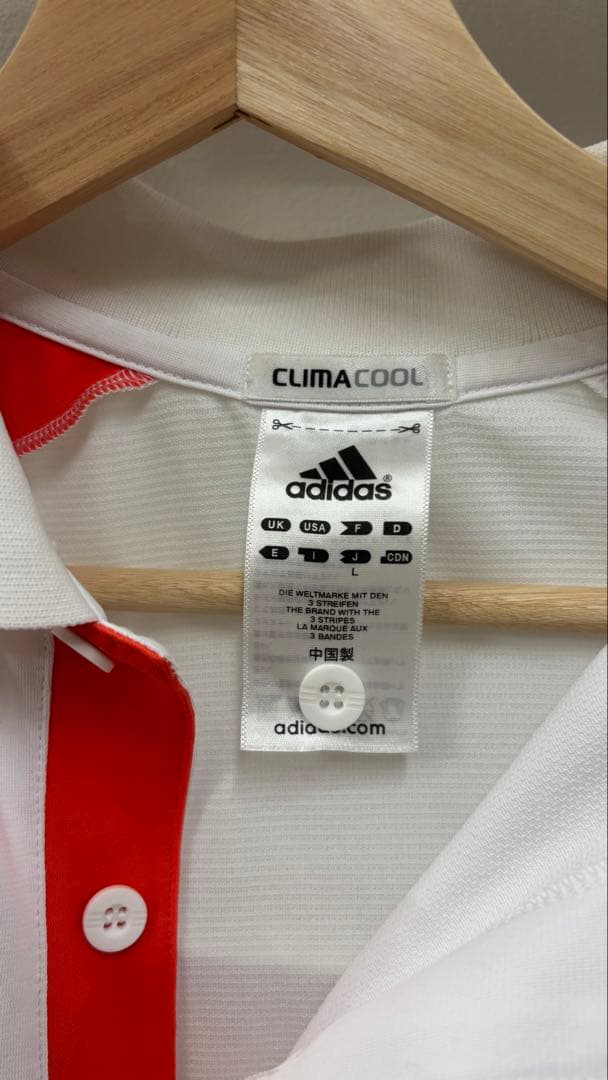 CLIMACOOL
adidas®
UK USA F D
E I J CDN
L
DIE WELTMARKE MIT DEN
3 STREIFEN
THE BRAND WITH THE
3 STRIPES
LA MARQUE AUX
3 BANDES
中国製
.com